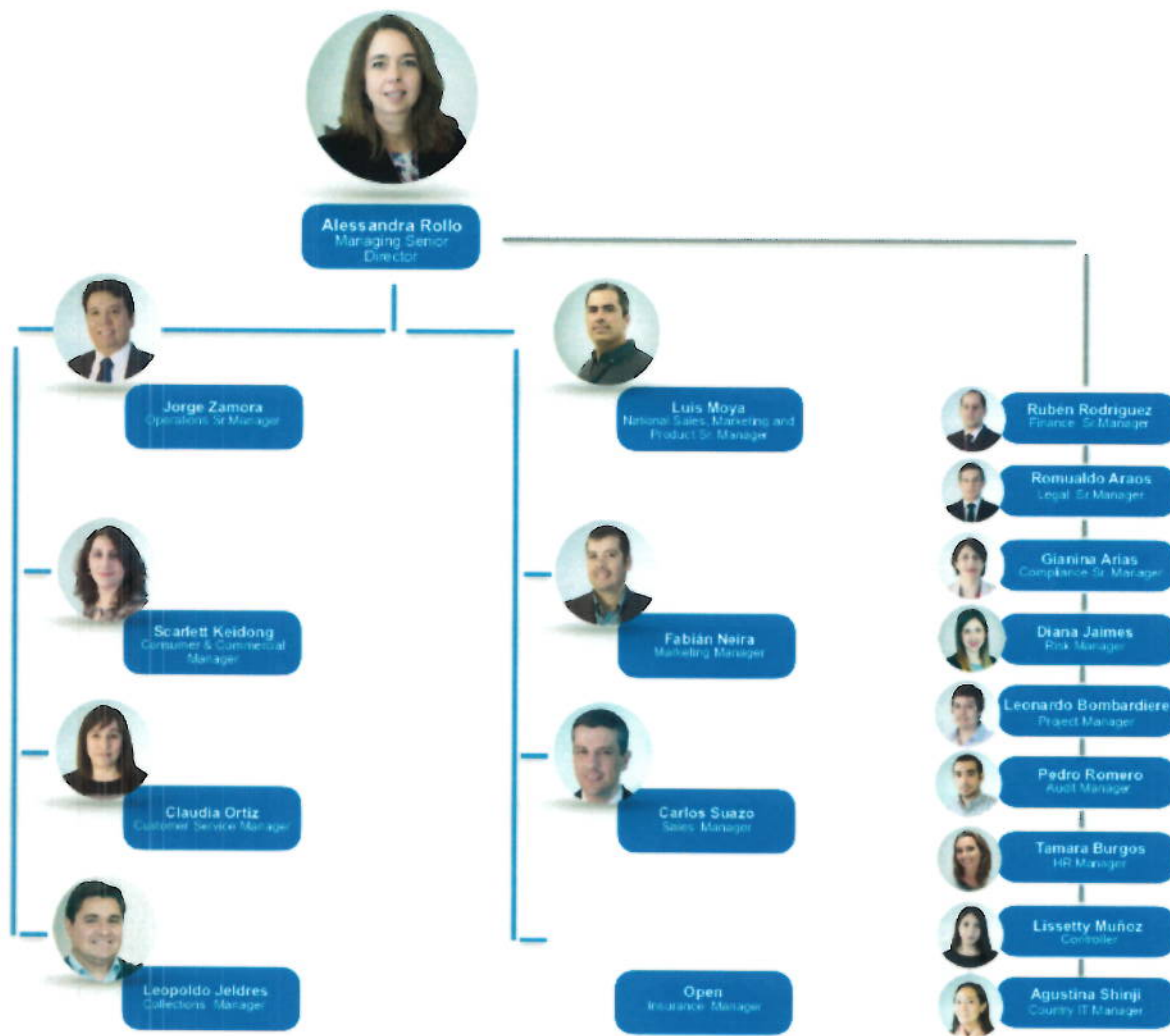 Alessandra Rollo
Managing Senior
Director
Jorge Zamora
Operations Sr Manager
Luis Moya
National Sales, Marketing and
Product Sr. Manager
Scarlett Keidong
Consumer & Commercial
Manager
Fabián Neira
Marketing Manager
Claudia Ortiz
Customer Service Manager
Carlos Suazo
Sales Manager
Leopoldo Jeldres
Collections Manager
Open
Insurance Manager
Ruben Rodriguez
Finance Sr Manager
Romualdo Araos
Legal Sr Manager
Gianina Arias
Compliance Sr. Manager
Diana Jaimes
Risk Manager
Leonardo Bombardiere
Project Manager
Pedro Romero
Audit Manager
Tamara Burgos
HR Manager
Lissetty Muñoz
Controller
Agustina Shinji
Country IT Manager